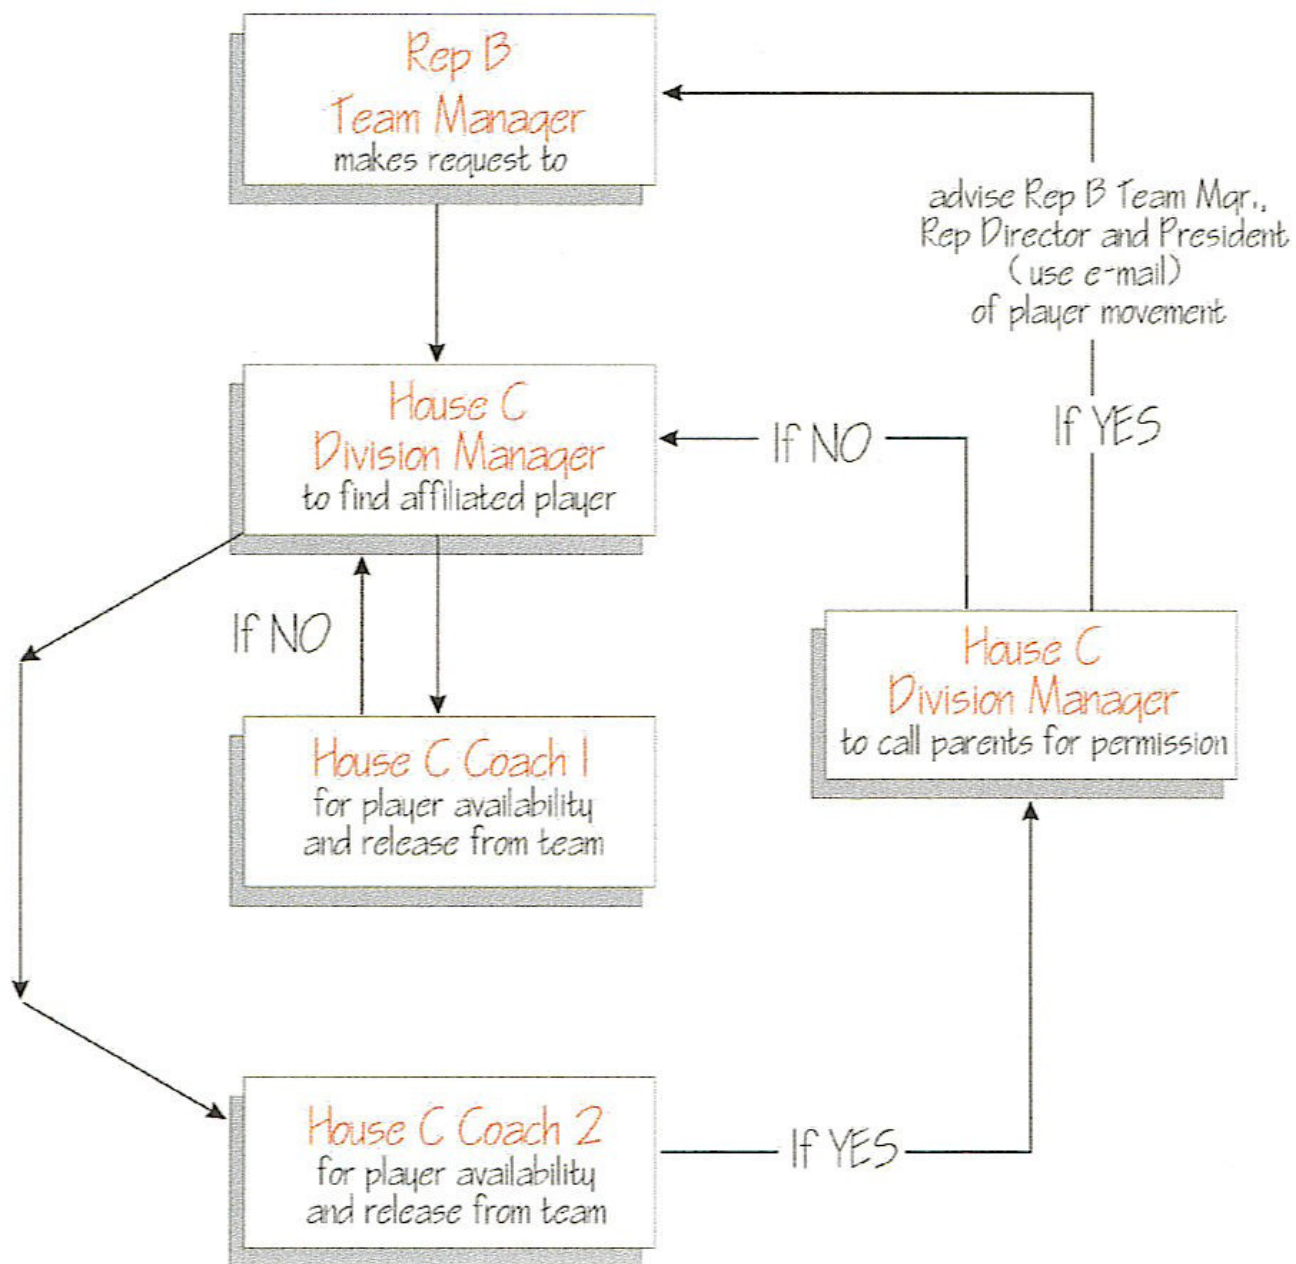 Rep B
Team Manager
makes request to
advise Rep B Team Mgr.,
Rep Director and President
(use e-mail)
of player movement
House C
Division Manager
to find affiliated player
If NO
If YES
If NO
House C
Division Manager
to call parents for permission
House C Coach 1
for player availability
and release from team
House C Coach 2
for player availability
and release from team
If YES